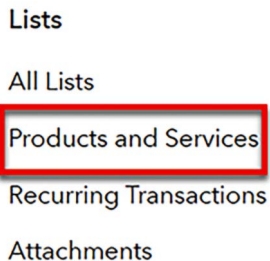 Lists
All Lists
Products and Services
Recurring Transactions
Attachments